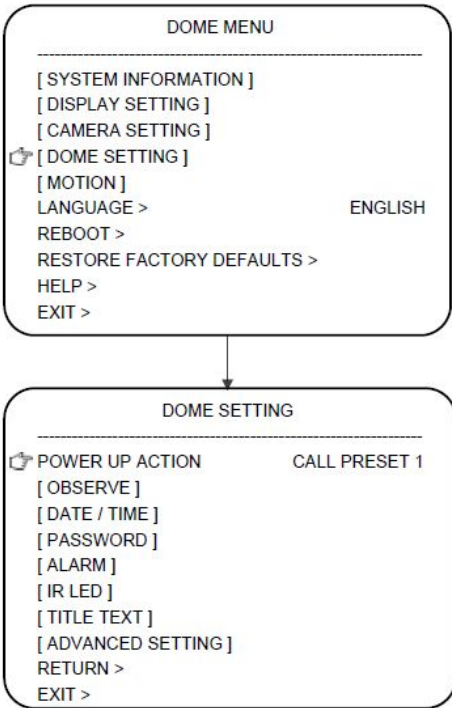 DOME MENU
[ SYSTEM INFORMATION ]
[ DISPLAY SETTING ]
[ CAMERA SETTING ]
[ DOME SETTING ]
[ MOTION ]
LANGUAGE > ENGLISH
REBOOT >
RESTORE FACTORY DEFAULTS >
HELP >
EXIT >
DOME SETTING
POWER UP ACTION CALL PRESET 1
[ OBSERVE ]
[ DATE / TIME ]
[ PASSWORD ]
[ ALARM ]
[ IR LED ]
[ TITLE TEXT ]
[ ADVANCED SETTING ]
RETURN >
EXIT >